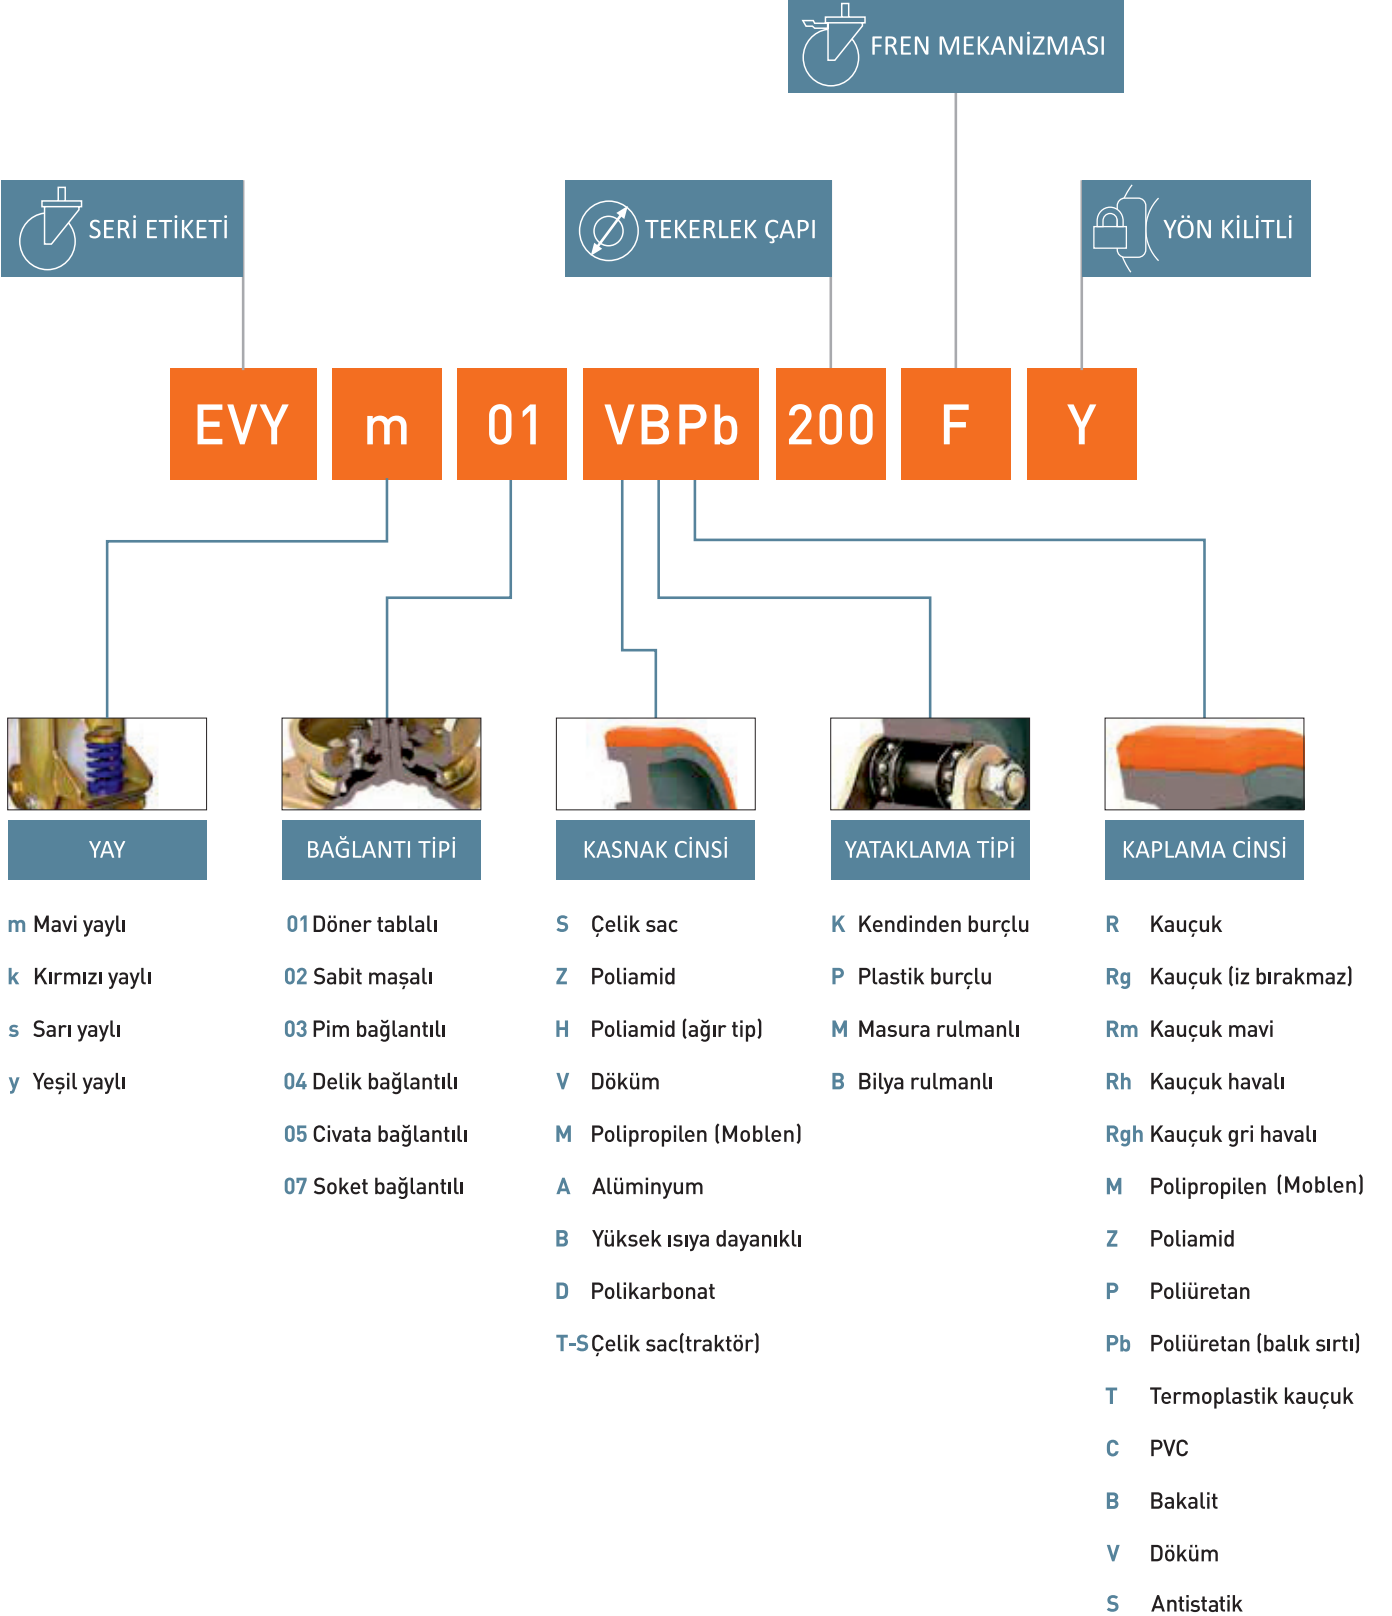 FREN MEKANİZMASI
SERİ ETİKETİ
TEKERLEK ÇAPI
YÖN KİLİTLİ
EVY m 01 VBPb 200 F Y
YAY
m Mavi yaylı
k Kırmızı yaylı
s Sarı yaylı
y Yeşil yaylı
BAĞLANTI TİPİ
01 Döner tablalı
02 Sabit maşalı
03 Pim bağlantılı
04 Delik bağlantılı
05 Civata bağlantılı
07 Soket bağlantılı
KASNAK CİNSİ
S Çelik sac
Z Poliamid
H Poliamid (ağır tip)
V Döküm
M Polipropilen (Moblen)
A Alüminyum
B Yüksek ısıya dayanıklı
D Polikarbonat
T-S Çelik sac(traktör)
YATAKLAMA TİPİ
K Kendinden burçlu
P Plastik burçlu
M Masura rulmanlı
B Bilya rulmanlı
KAPLAMA CİNSİ
R Kauçuk
Rg Kauçuk (iz bırakmaz)
Rm Kauçuk mavi
Rh Kauçuk havalı
Rgh Kauçuk gri havalı
M Polipropilen (Moblen)
Z Poliamid
P Poliüretan
Pb Poliüretan (balık sırtı)
T Termoplastik kauçuk
C PVC
B Bakalit
V Döküm
S Antistatik